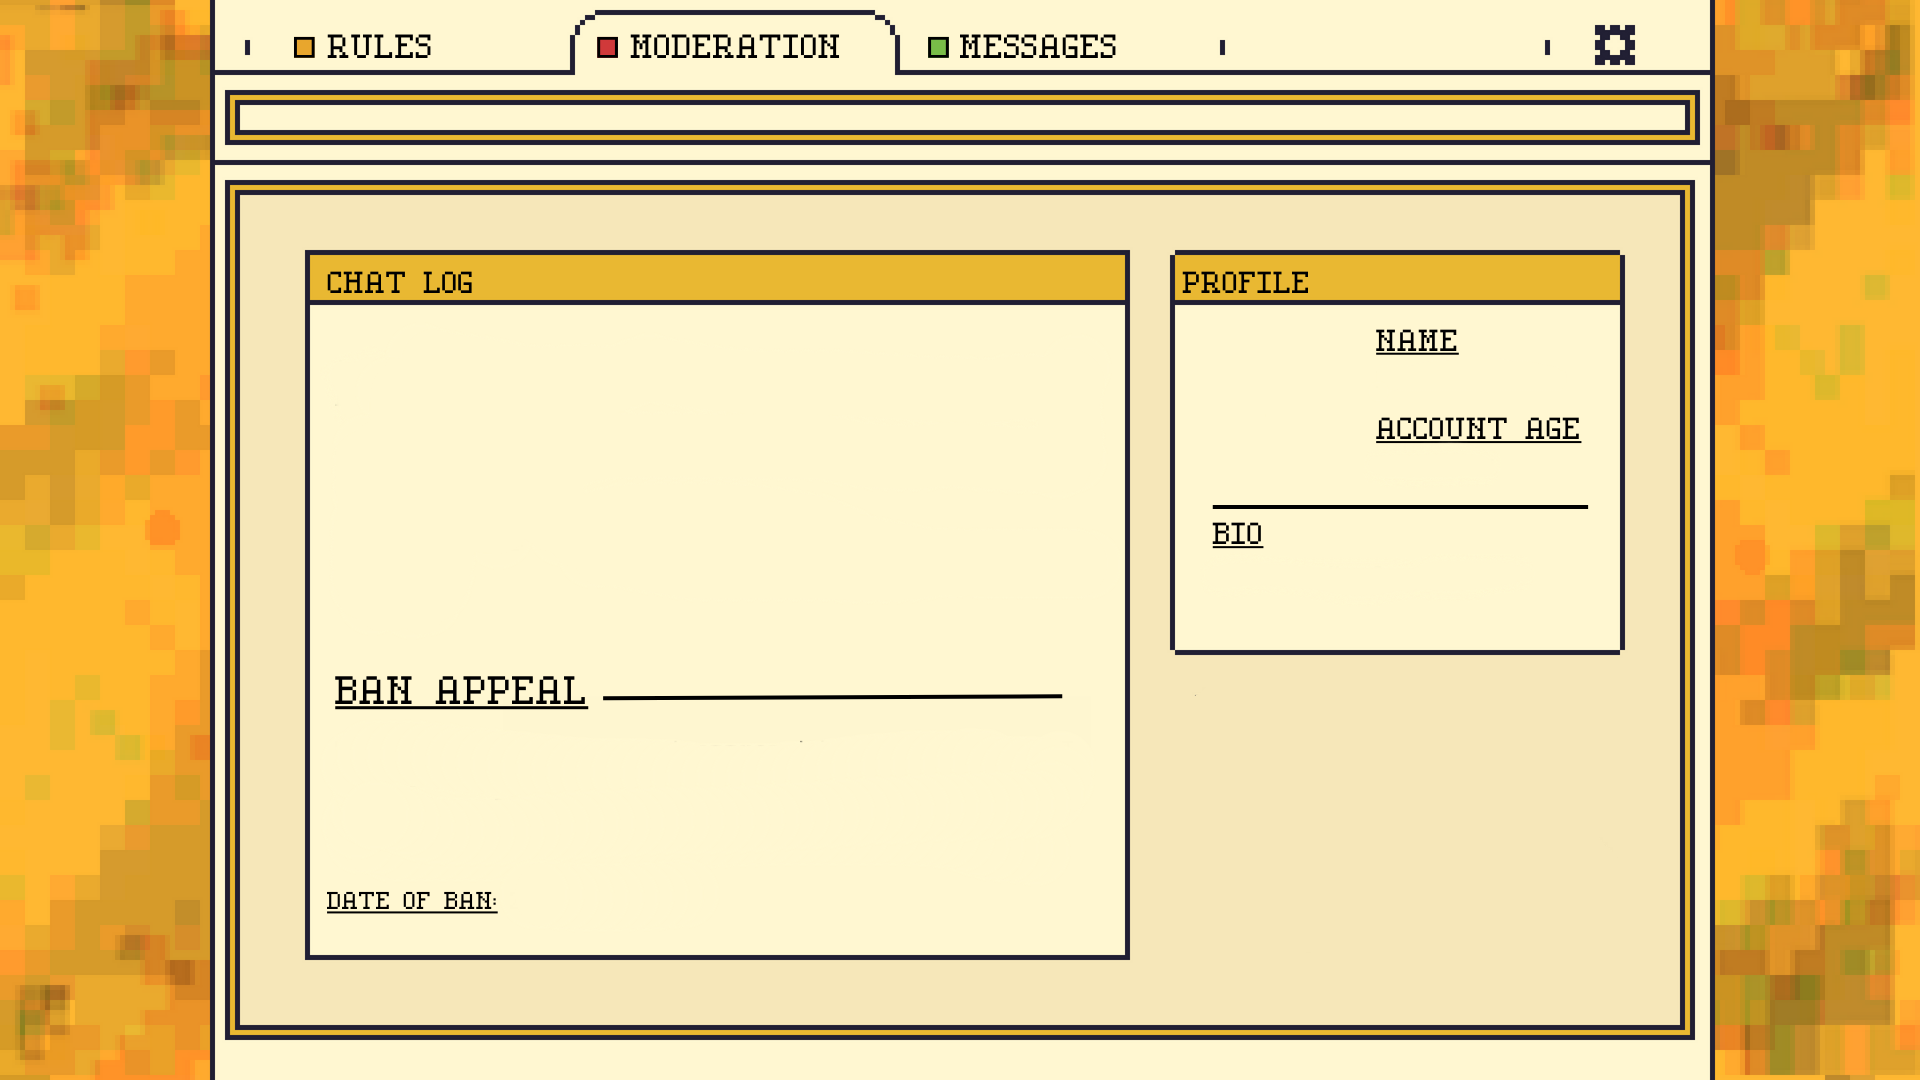 RULES
MODERATION
MESSAGES
CHAT LOG
PROFILE
NAME
ACCOUNT AGE
BIO
BAN APPEAL
DATE OF BAN: